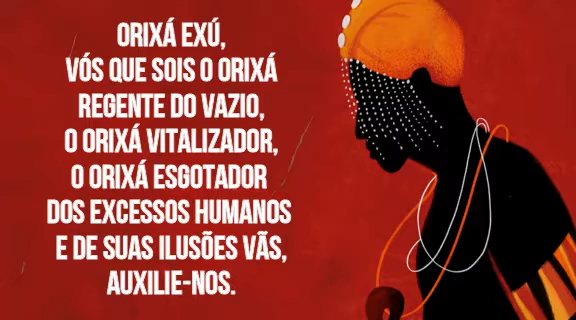 ORIXÁ EXÚ,
VÓS QUE SOIS O ORIXÁ
REGENTE DO VAZIO,
O ORIXÁ VITALIZADOR,
O ORIXÁ ESGOTADOR
DOS EXCESSOS HUMANOS
E DE SUAS ILUSÕES VÃS,
AUXILIE-NOS.